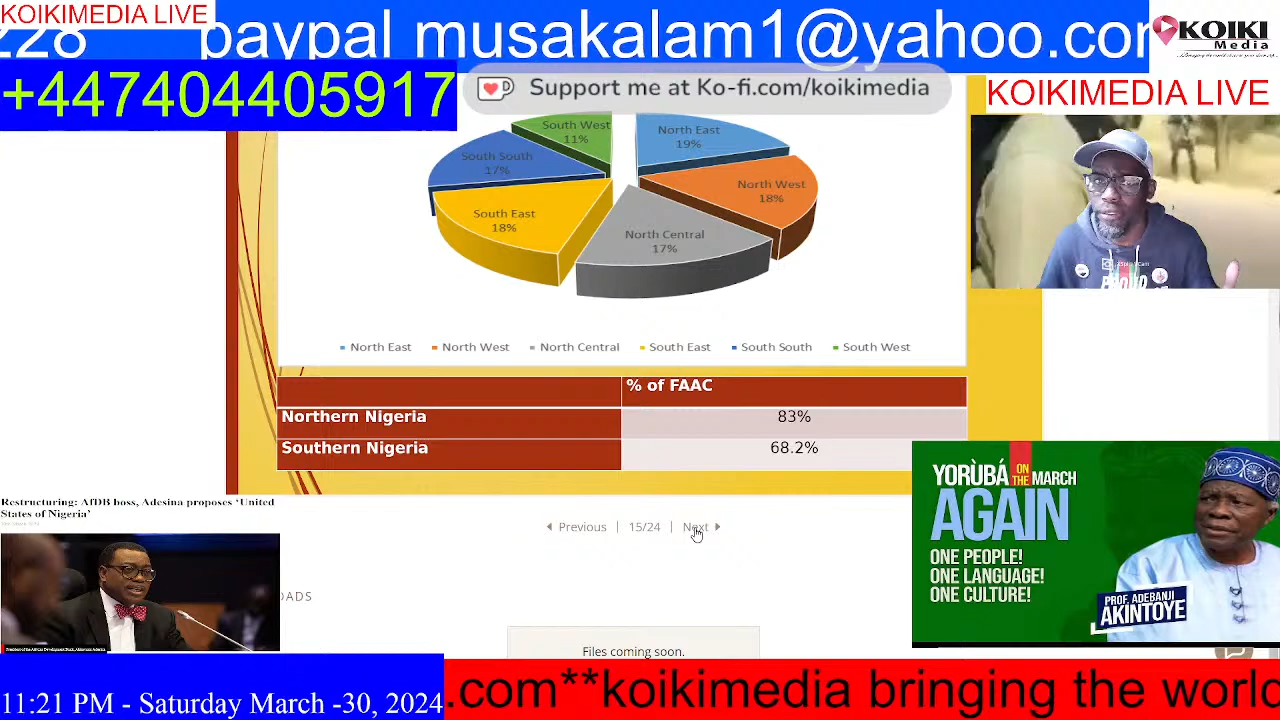 KOIKIMEDIA LIVE
228 paypal musakalam1@yahoo.com
KOIKI
Media
+447404405917
Support me at Ko-fi.com/koikimedia
KOIKIMEDIA LIVE
South West
11%
North East
19%
South South
17%
North West
18%
South East
18%
North Central
17%
North East North West North Central South East South South South West
% of FAAC
Northern Nigeria 83%
Southern Nigeria 68.2%
Restructuring: AfDB boss, Adesina proposes 'United
States of Nigeria'
Previous | 15/24 | Next
OADS
Files coming soon.
YORÙBÁ ON THE MARCH
AGAIN
ONE PEOPLE!
ONE LANGUAGE!
ONE CULTURE!
PROF. ADEBANJI
AKINTOYE
11:21 PM - Saturday March -30, 2024
.com**koikimedia bringing the world